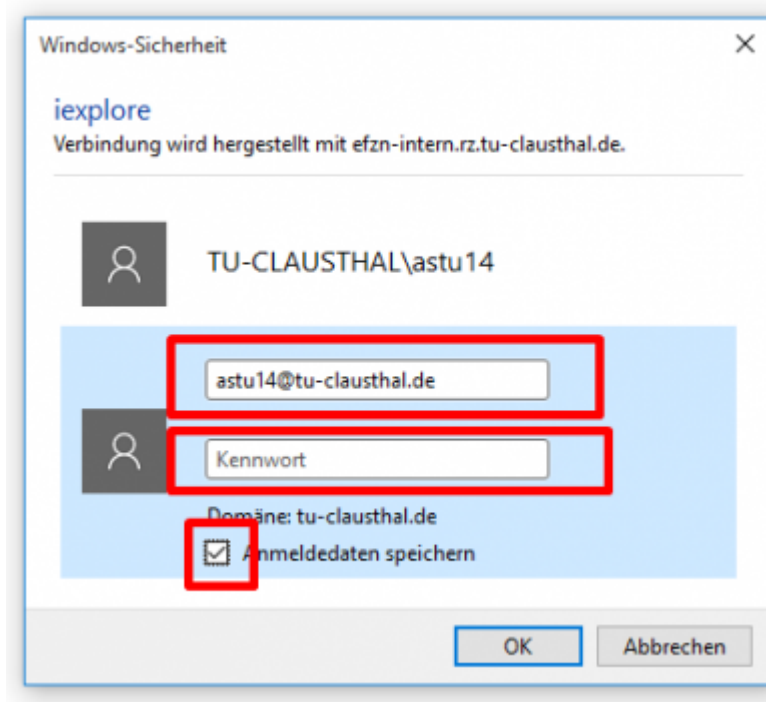 Windows-Sicherheit
iexplore
Verbindung wird hergestellt mit efzn-intern.rz.tu-clausthal.de.
TU-CLAUSTHAL\astu14
astu14@tu-clausthal.de
Kennwort
Domäne: tu-clausthal.de
Anmeldedaten speichern
OK
Abbrechen